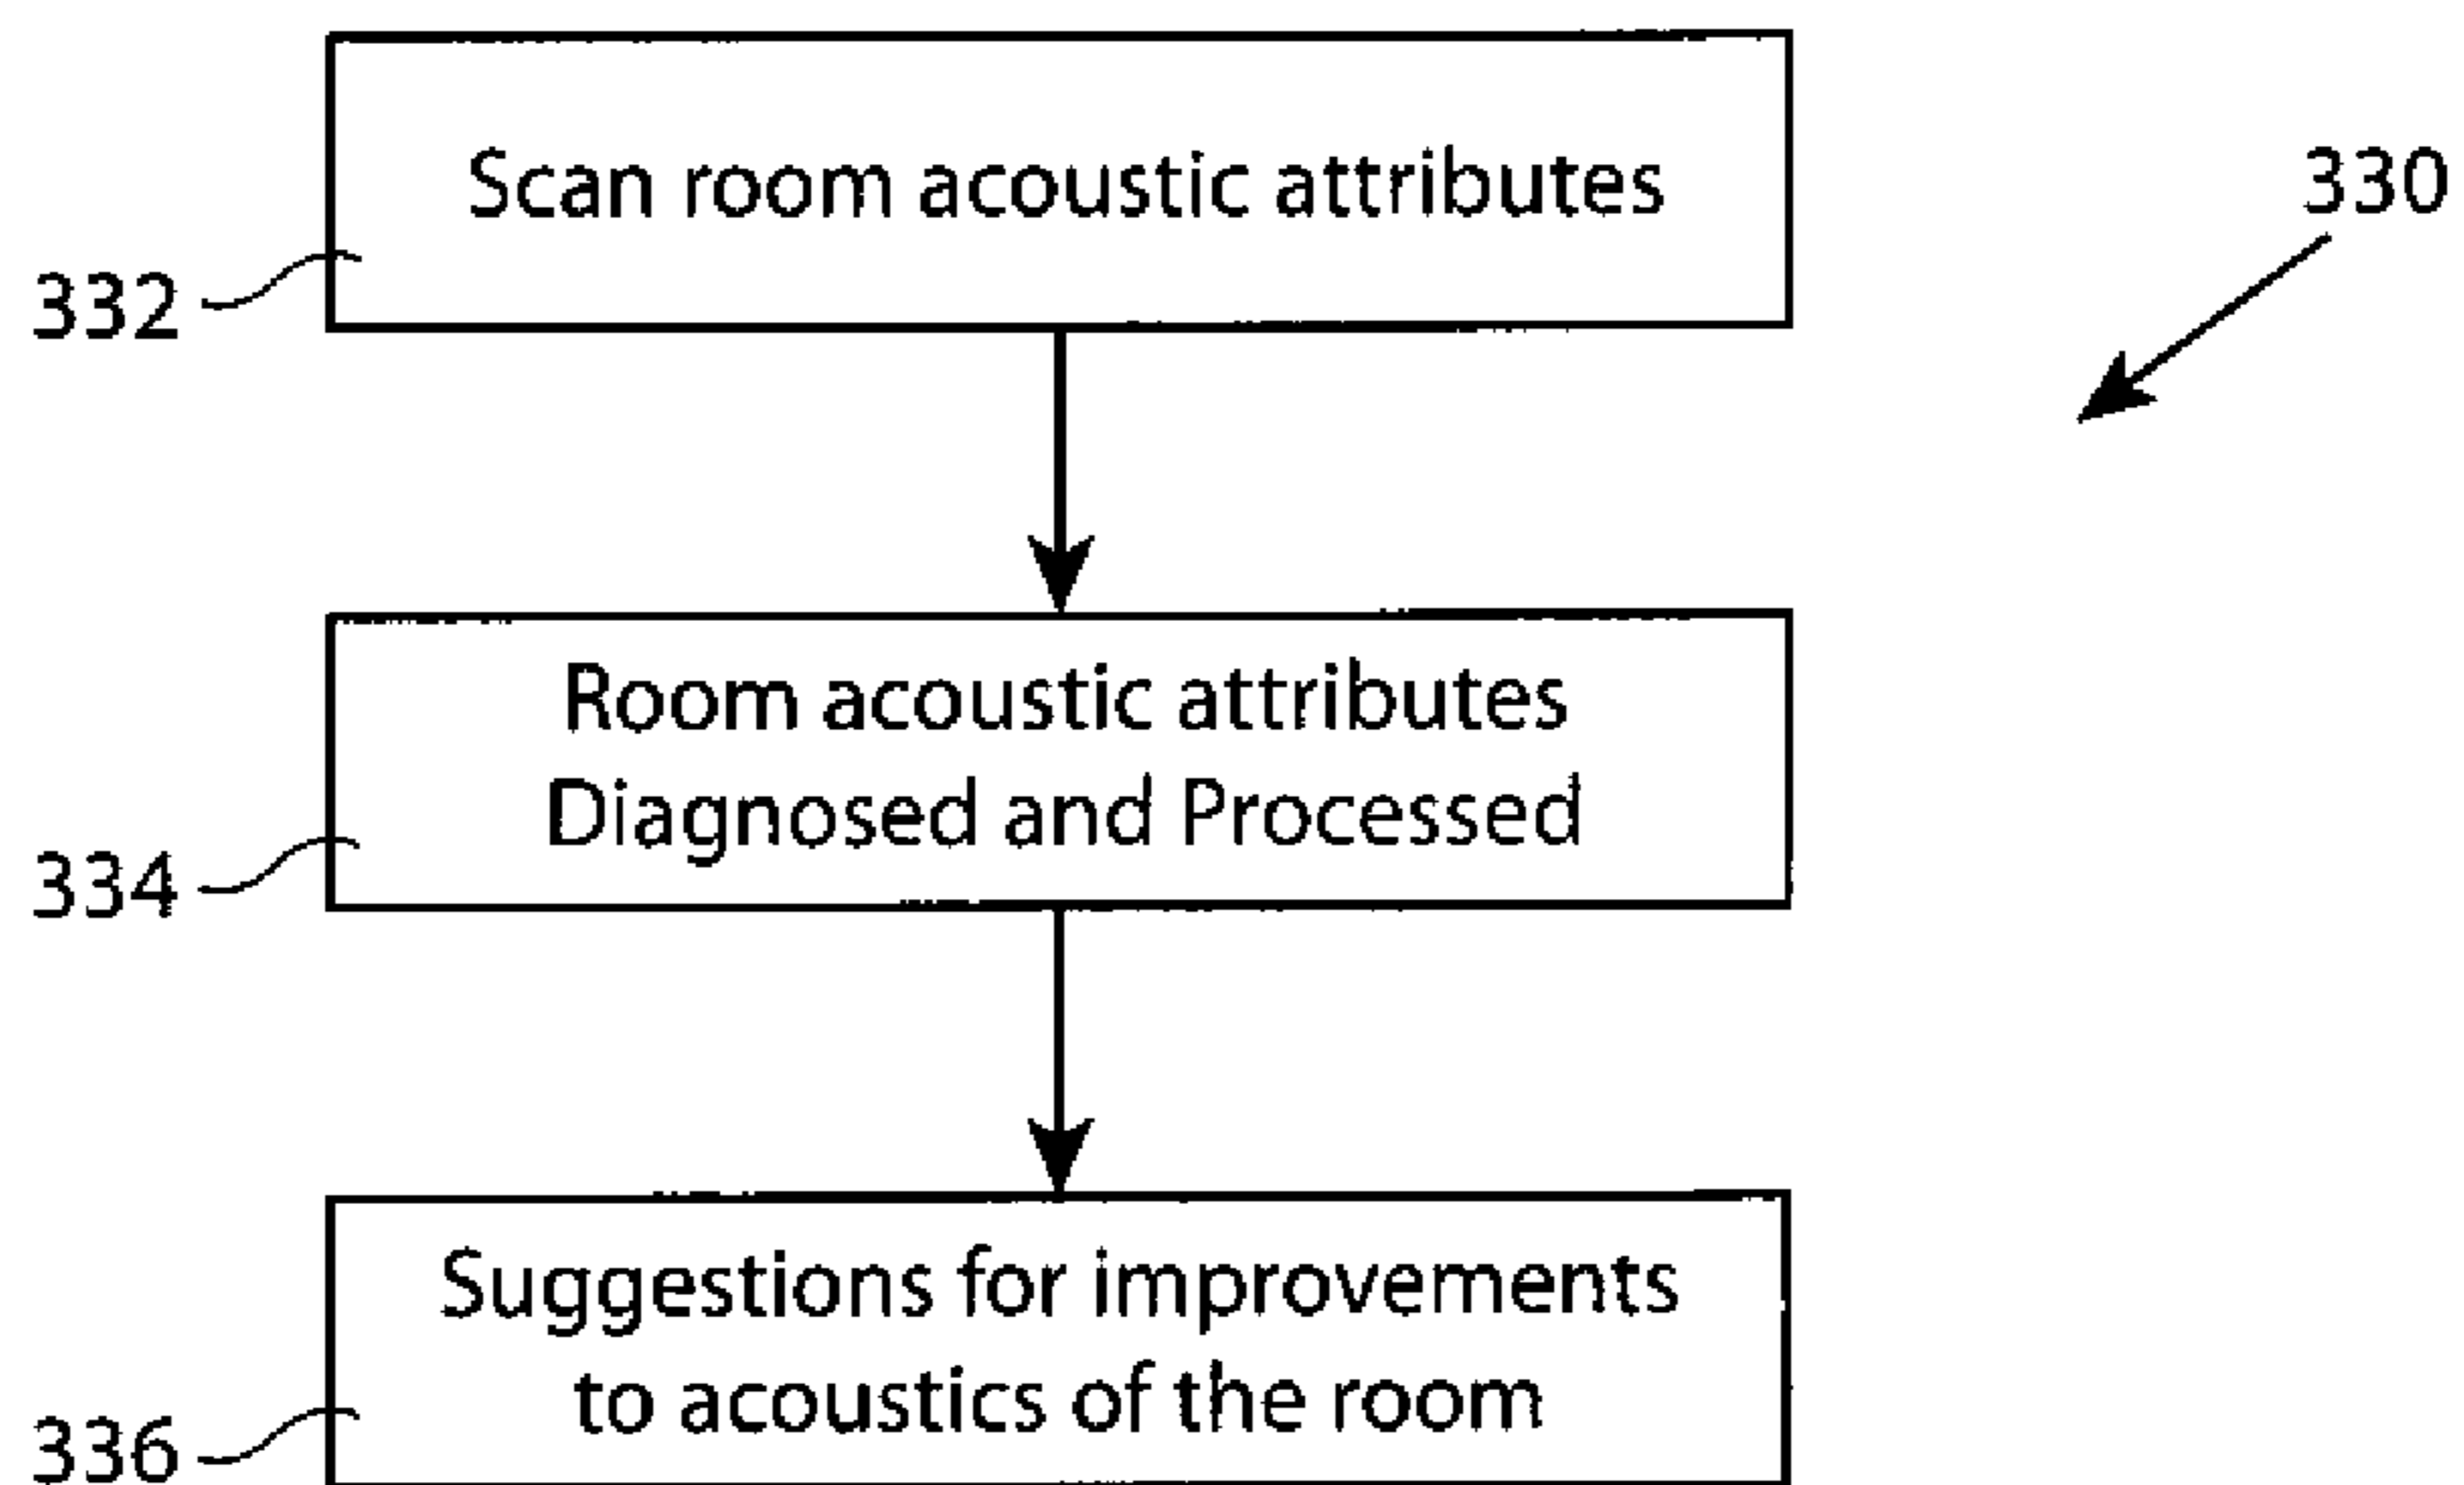 Scan room acoustic attributes
330
332
Room acoustic attributes
Diagnosed and Processed
334
Suggestions for improvements
to acoustics of the room
336